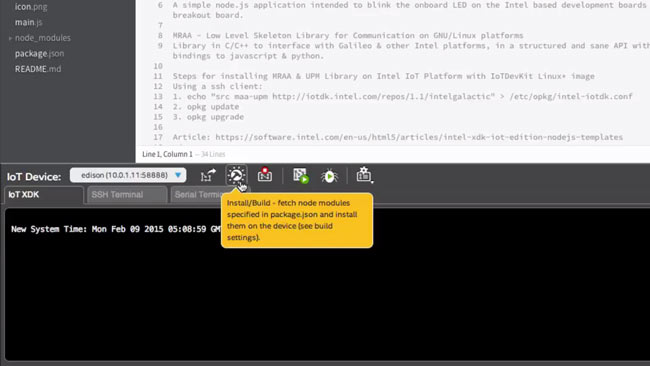 icon.png
main.js
node_modules
package.json
README.md
6 A simple node.js application intended to blink the onboard LED on the Intel based development boards
breakout board.
7
8 MRAA - Low Level Skeleton Library for Communication on GNU/Linux platforms
9 Library in C/C++ to interface with Galileo & other Intel platforms, in a structured and sane API with
bindings to javascript & python.
10
11 Steps for installing MRAA & UPM Library on Intel IoT Platform with IoTDevKit Linux* image
12 Using a ssh client:
13 1. echo "src maa-upm http://iotdk.intel.com/repos/1.1/intelgalactic" > /etc/opkg/intel-iotdk.conf
14 2. opkg update
15 3. opkg upgrade
16
17 Article: https://software.intel.com/en-us/html5/articles/intel-xdk-iot-edition-nodejs-templates
Line 1, Column 1 — 34 Lines
IoT Device: edison (10.0.1.11:58888)
IoT XDK SSH Terminal Serial
Install/Build - fetch node modules
specified in package.json and install
them on the device (see build
settings).
New System Time: Mon Feb 09 2015 05:08:59